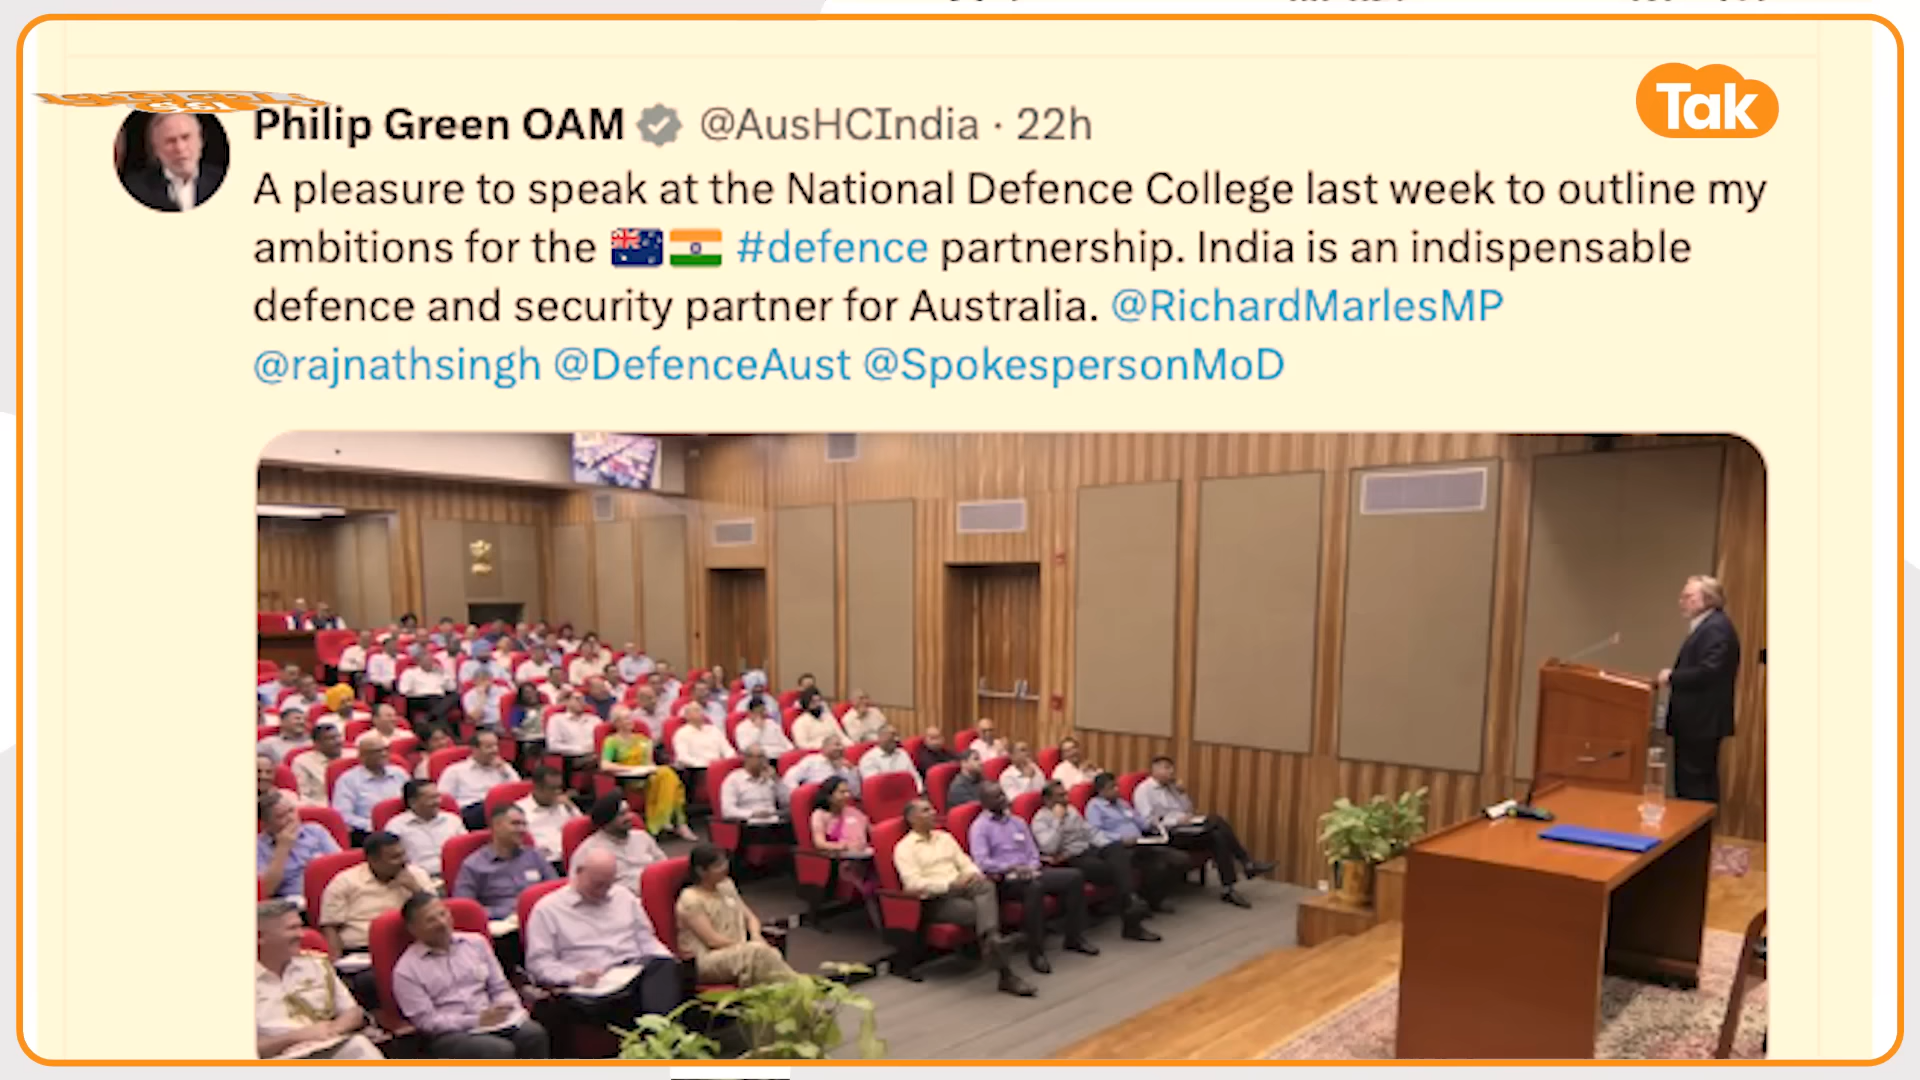 Tak
Philip Green OAM @AusHCIndia · 22h
A pleasure to speak at the National Defence College last week to outline my
ambitions for the 🇦🇺🇮🇳 #defence partnership. India is an indispensable
defence and security partner for Australia. @RichardMarlesMP
@rajnathsingh @DefenceAust @SpokespersonMoD